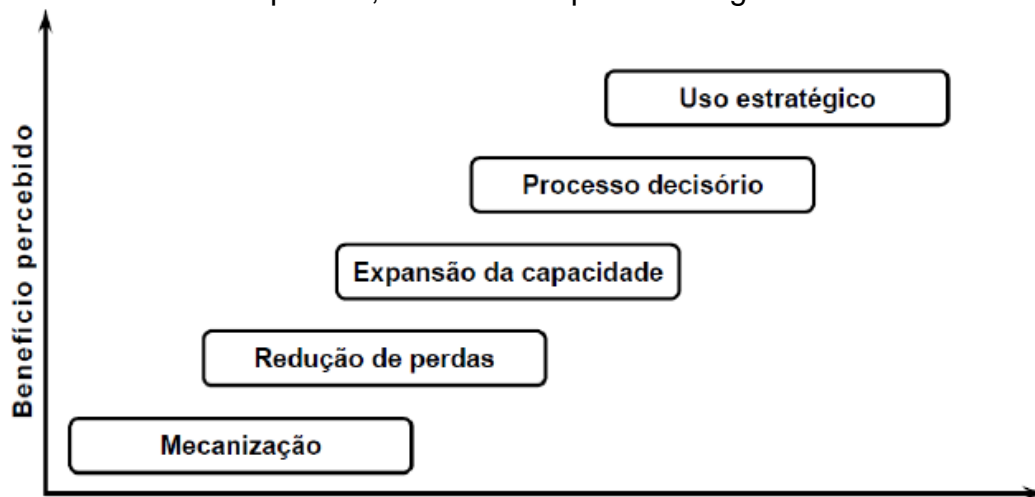 Uso estratégico
Processo decisório
Expansão da capacidade
Redução de perdas
Mecanização
Benefício percebido